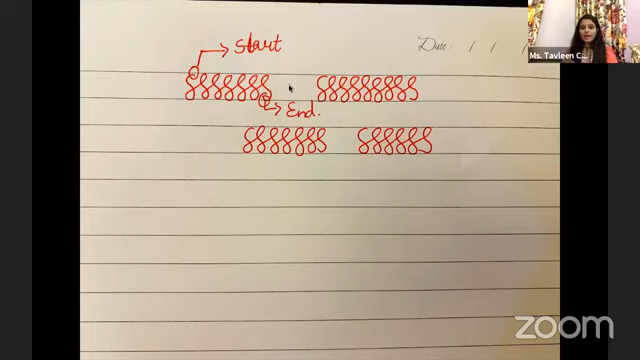 Start
Date: / / /
Ms. Tavleen C...
End.
zoom